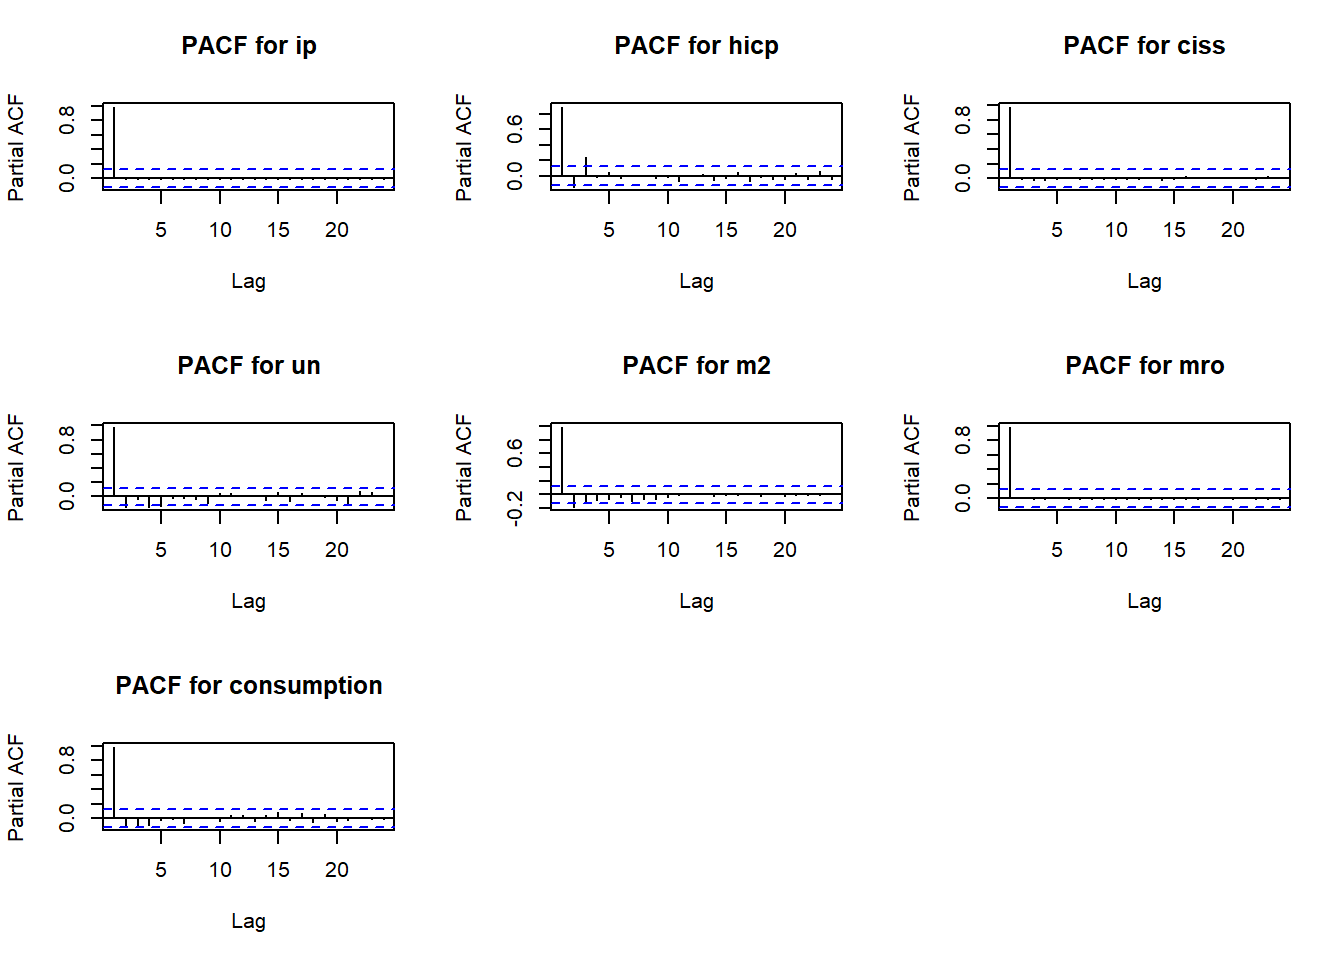 PACF for ip
Partial ACF
0.8
0.0
5 10 15 20
Lag
PACF for hicp
Partial ACF
0.6
0.0
5 10 15 20
Lag
PACF for ciss
Partial ACF
0.8
0.0
5 10 15 20
Lag
PACF for un
Partial ACF
0.8
0.0
5 10 15 20
Lag
PACF for m2
Partial ACF
0.6
-0.2
5 10 15 20
Lag
PACF for mro
Partial ACF
0.8
0.0
5 10 15 20
Lag
PACF for consumption
Partial ACF
0.8
0.0
5 10 15 20
Lag